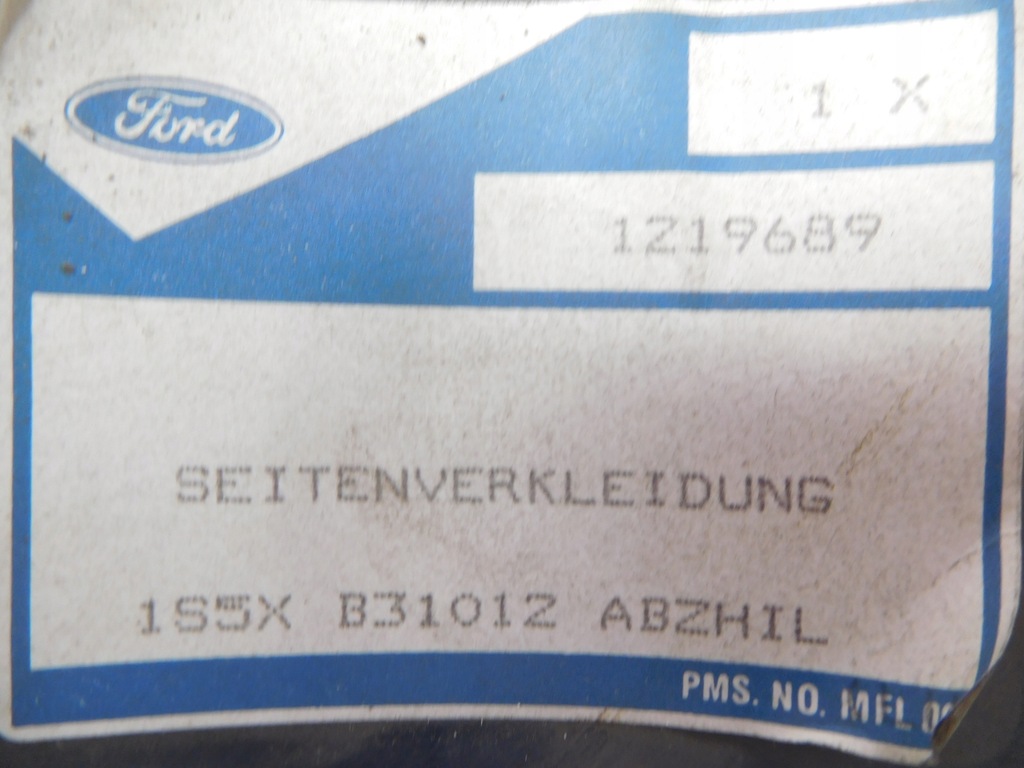 Ford
1 X
1219689
SEITENVERKLEIDUNG
1S5X B31012 ABZHIL
PMS. NO. MFL